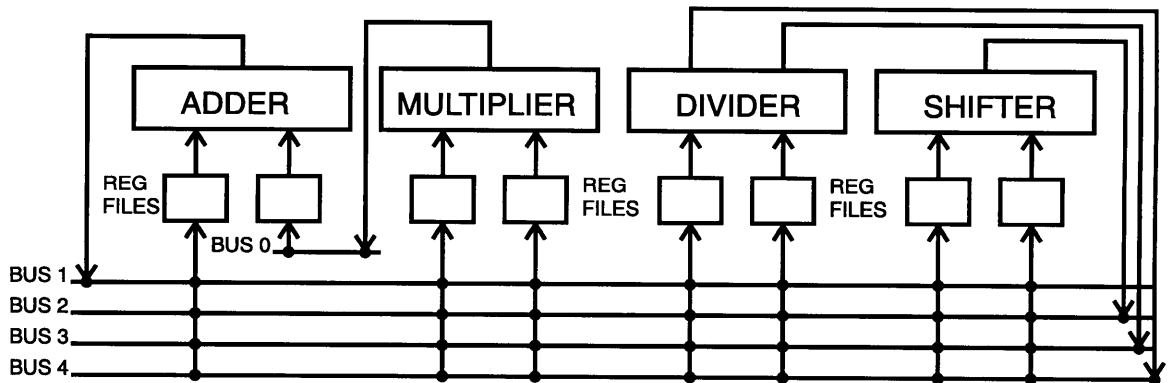 ADDER
MULTIPLIER
DIVIDER
SHIFTER
REG
FILES
REG
FILES
REG
FILES
BUS 0
BUS 1
BUS 2
BUS 3
BUS 4